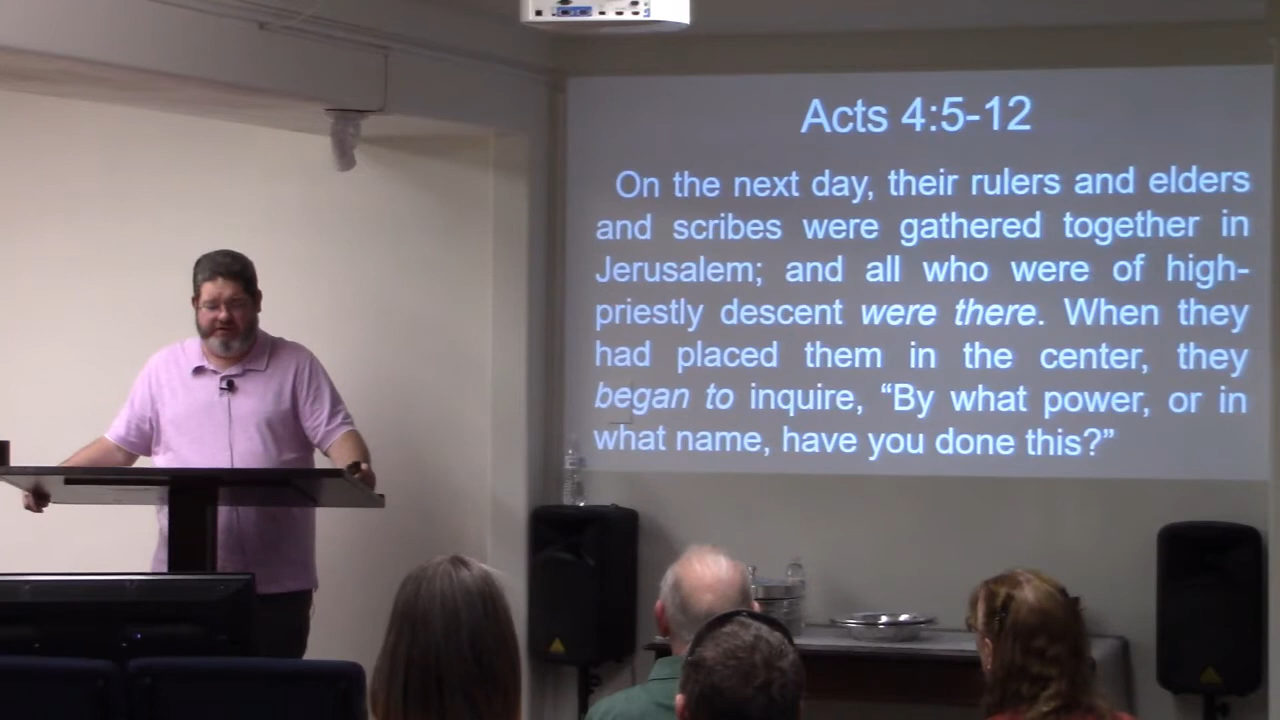 Acts 4:5-12
On the next day, their rulers and elders
and scribes were gathered together in
Jerusalem; and all who were of high-
priestly descent were there. When they
had placed them in the center, they
began to inquire, “By what power, or in
what name, have you done this?”